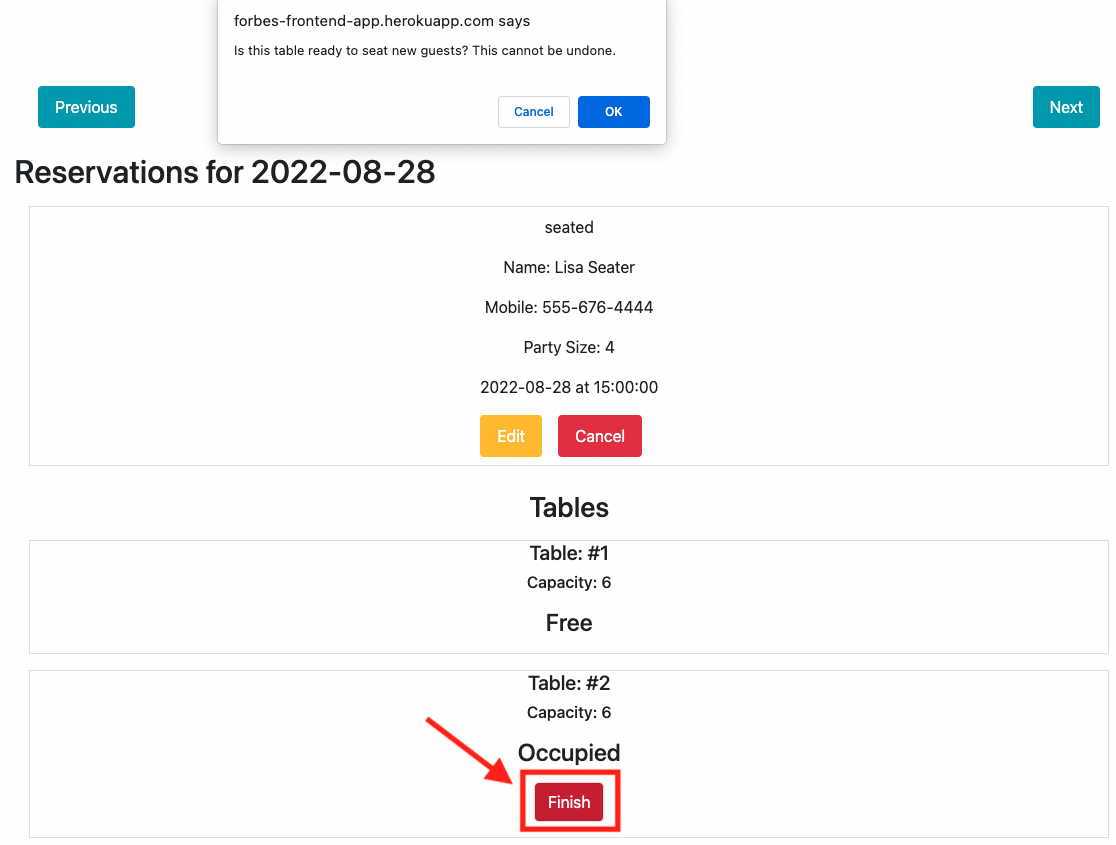 forbes-frontend-app.herokuapp.com says
Is this table ready to seat new guests? This cannot be undone.
Cancel
OK
Previous
Next
Reservations for 2022-08-28
seated
Name: Lisa Seater
Mobile: 555-676-4444
Party Size: 4
2022-08-28 at 15:00:00
Edit
Cancel
Tables
Table: #1
Capacity: 6
Free
Table: #2
Capacity: 6
Occupied
Finish